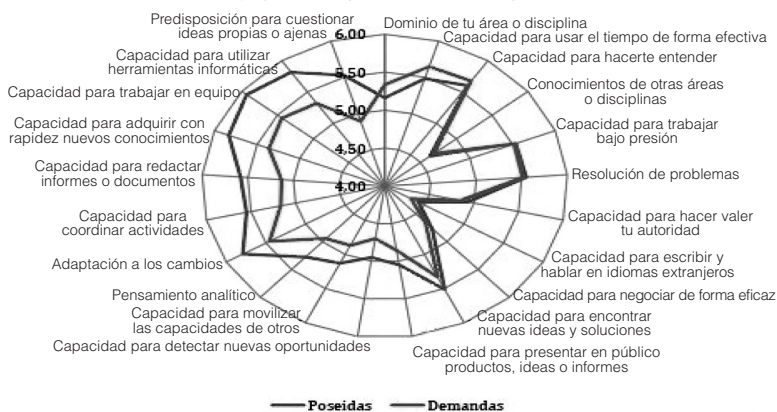 Predisposición para cuestionar
ideas propias o ajenas
6,00
Dominio de tu área o disciplina
Capacidad para usar el tiempo de forma efectiva
Capacidad para hacerte entender
Conocimientos de otras áreas
o disciplinas
Capacidad para trabajar
bajo presión
Resolución de problemas
Capacidad para hacer valer
tu autoridad
Capacidad para escribir y
hablar en idiomas extranjeros
Capacidad para negociar de forma eficaz
Capacidad para encontrar
nuevas ideas y soluciones
Capacidad para presentar en público
productos, ideas o informes
Capacidad para detectar nuevas oportunidades
Capacidad para movilizar
las capacidades de otros
Pensamiento analítico
Adaptación a los cambios
Capacidad para
coordinar actividades
Capacidad para redactar
informes o documentos
Capacidad para adquirir con
rapidez nuevos conocimientos
Capacidad para trabajar en equipo
Capacidad para utilizar
herramientas informáticas
5,50
5,00
4,50
4,00
Poseidas
Demandas